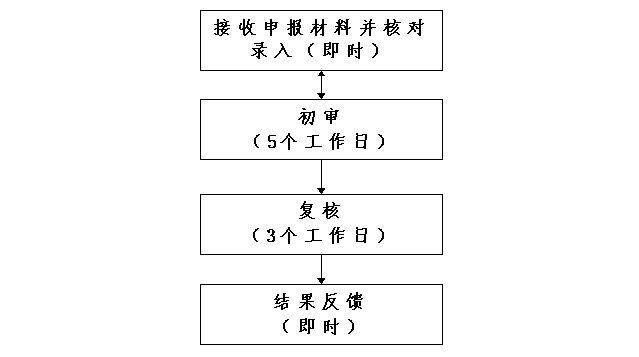 接收申报材料并核对
录入（即时）
初审
（5个工作日）
复核
（3个工作日）
结果反馈
（即时）